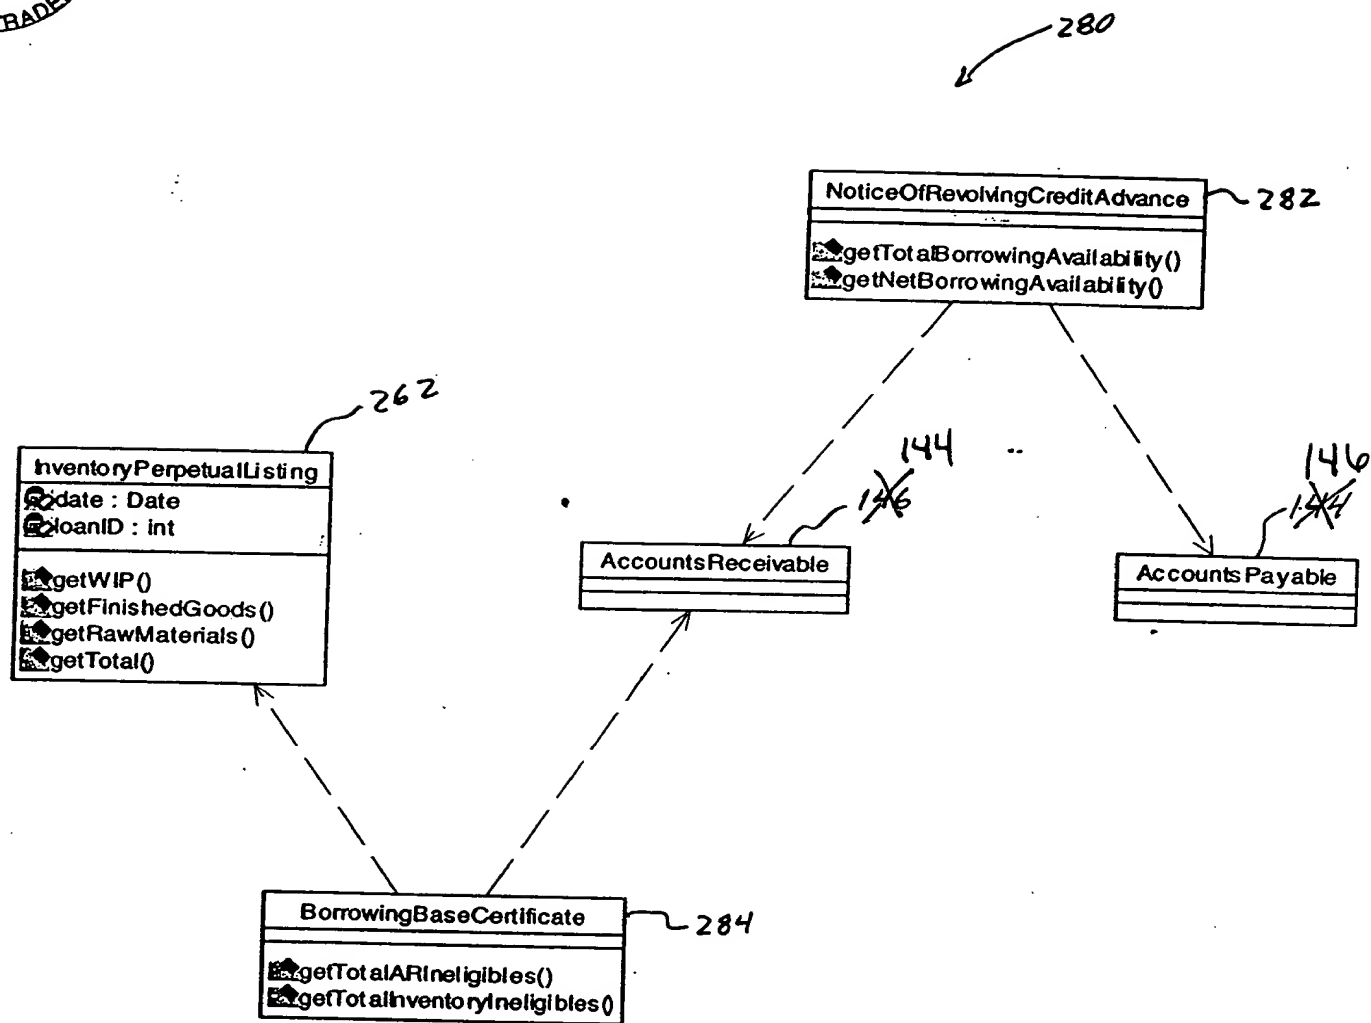 TRADE
280
NoticeOfRevolvingCreditAdvance
282
getTotalBorrowingAvailability()
getNetBorrowingAvailability()
262
InventoryPerpetualListing
date : Date
loanID : int
getWIP()
getFinishedGoods()
getRawMaterials()
getTotal()
144
146
AccountsReceivable
146
144
AccountsPayable
BorrowingBaseCertificate
284
getTotalARIneligibles()
getTotalInventoryIneligibles()